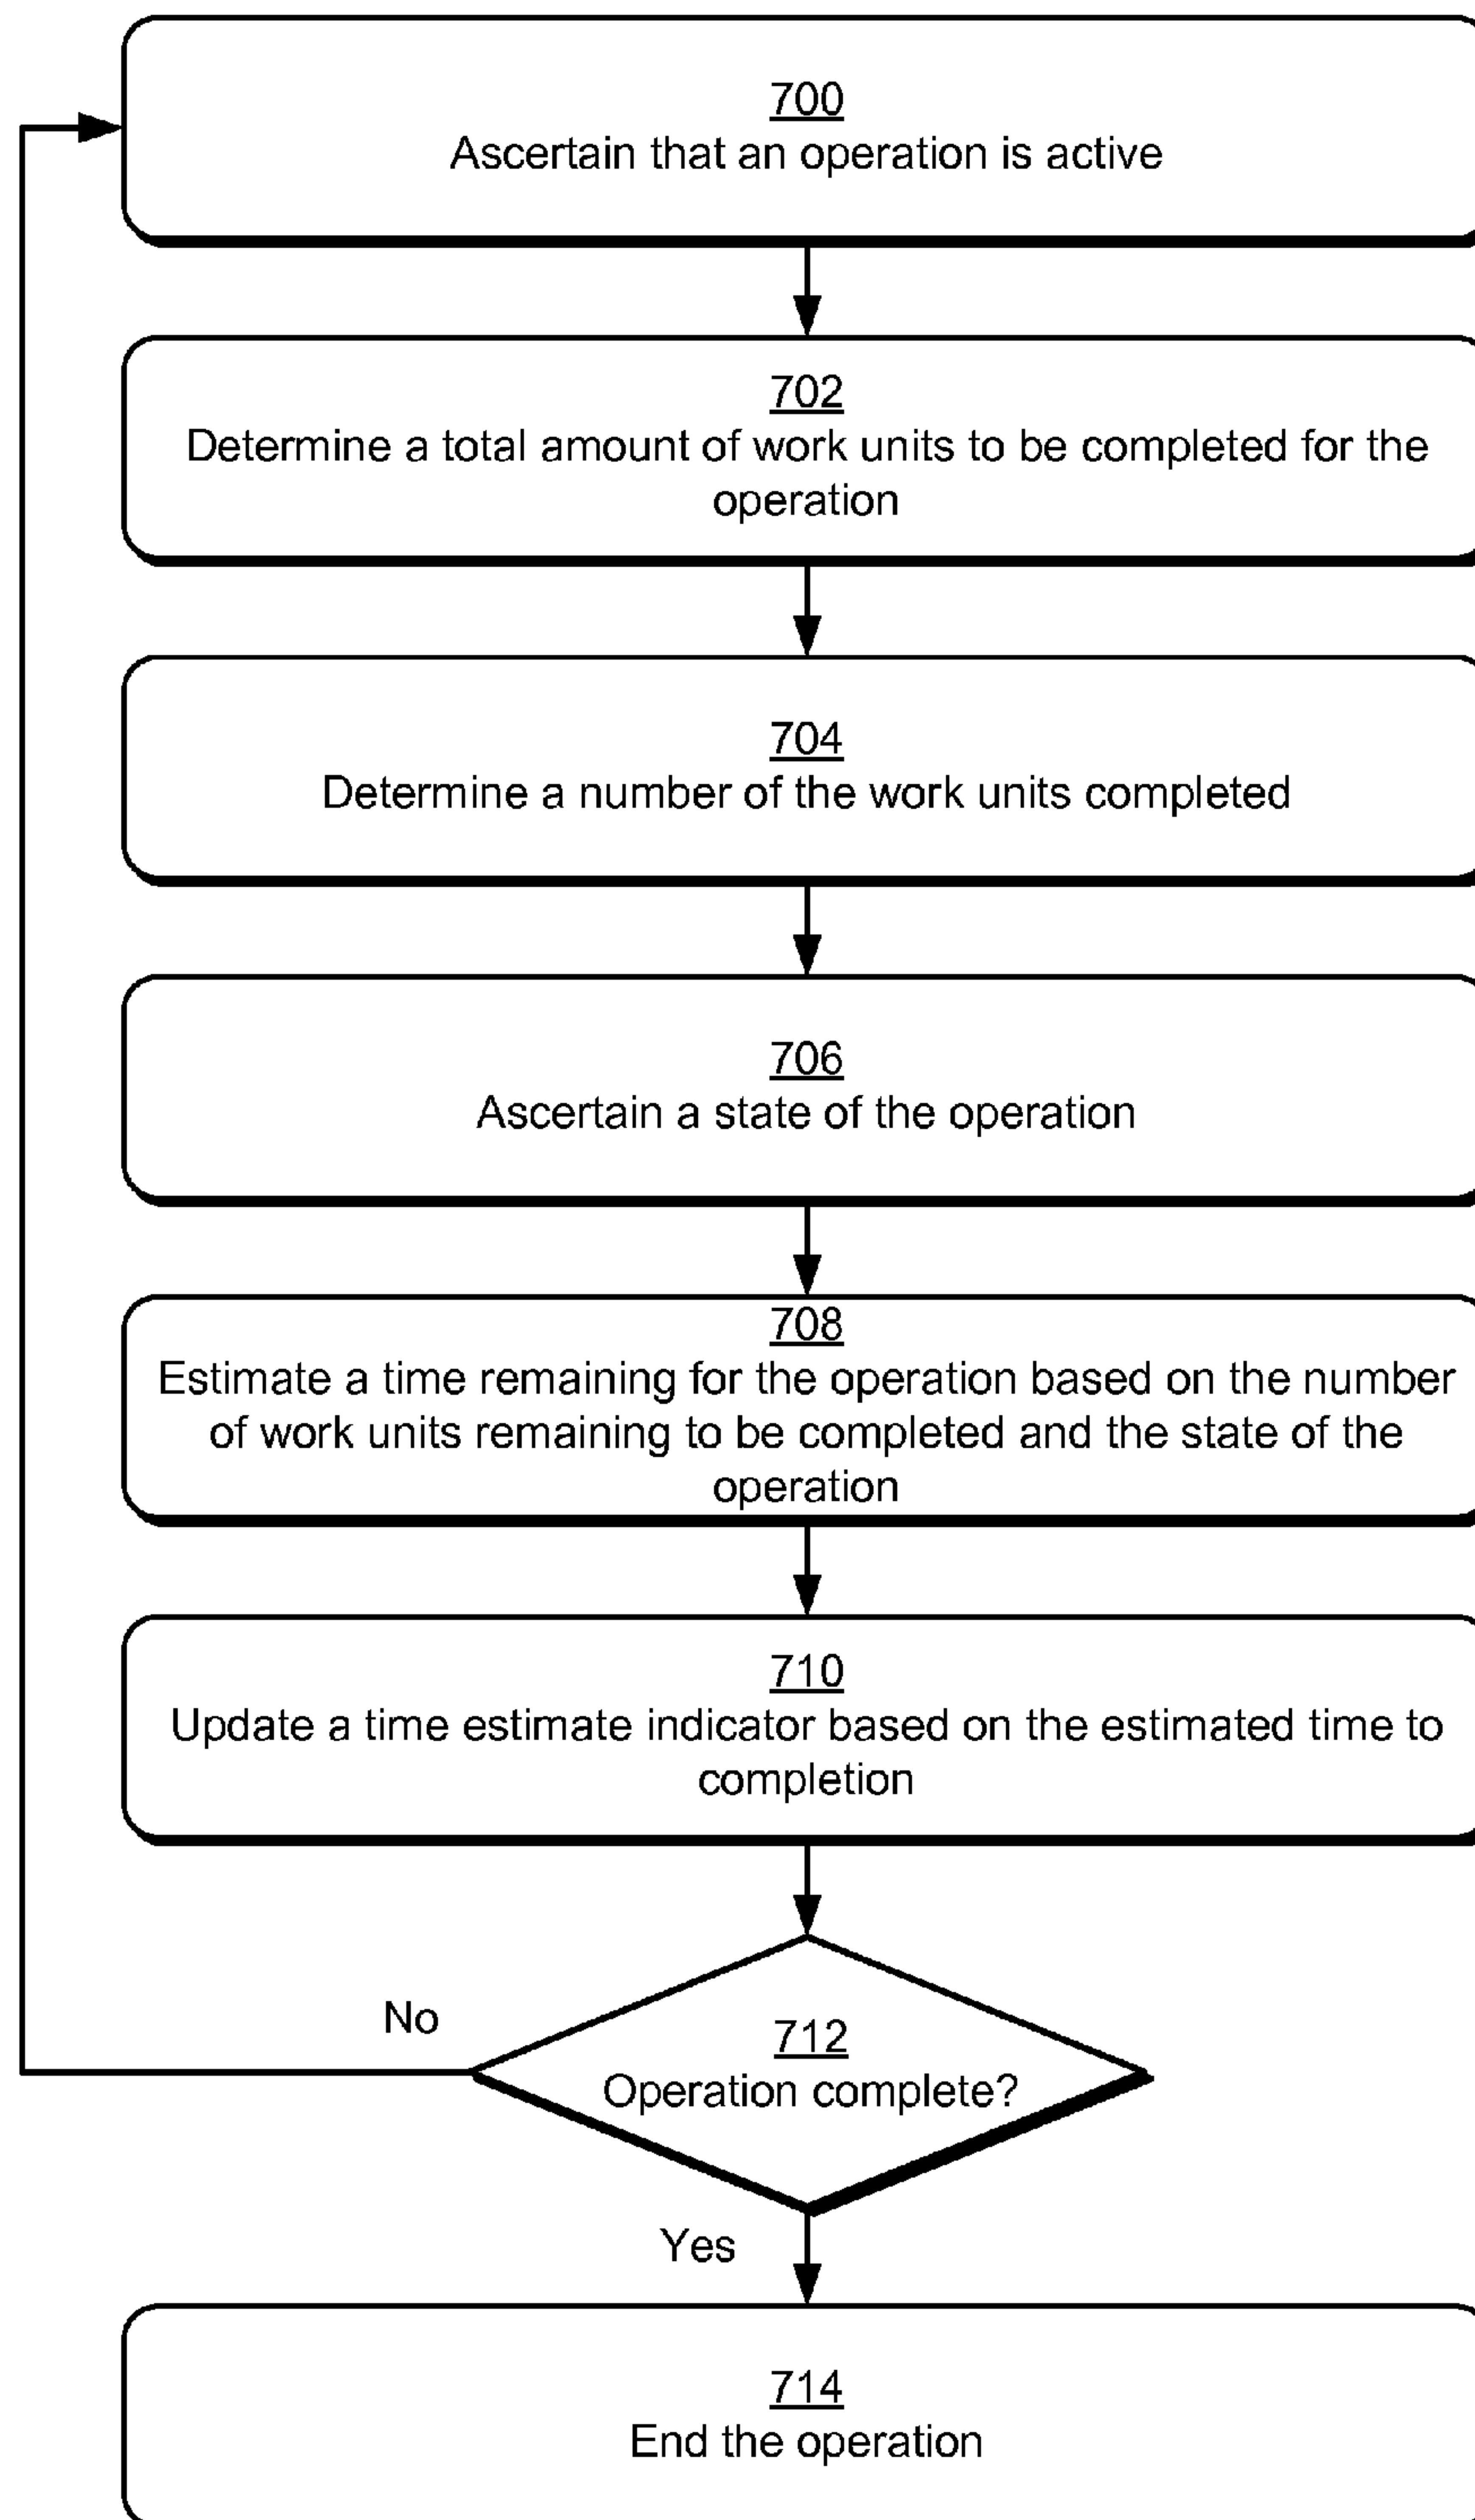 700
Ascertain that an operation is active
702
Determine a total amount of work units to be completed for the
operation
704
Determine a number of the work units completed
706
Ascertain a state of the operation
708
Estimate a time remaining for the operation based on the number
of work units remaining to be completed and the state of the
operation
710
Update a time estimate indicator based on the estimated time to
completion
No
712
Operation complete?
Yes
714
End the operation